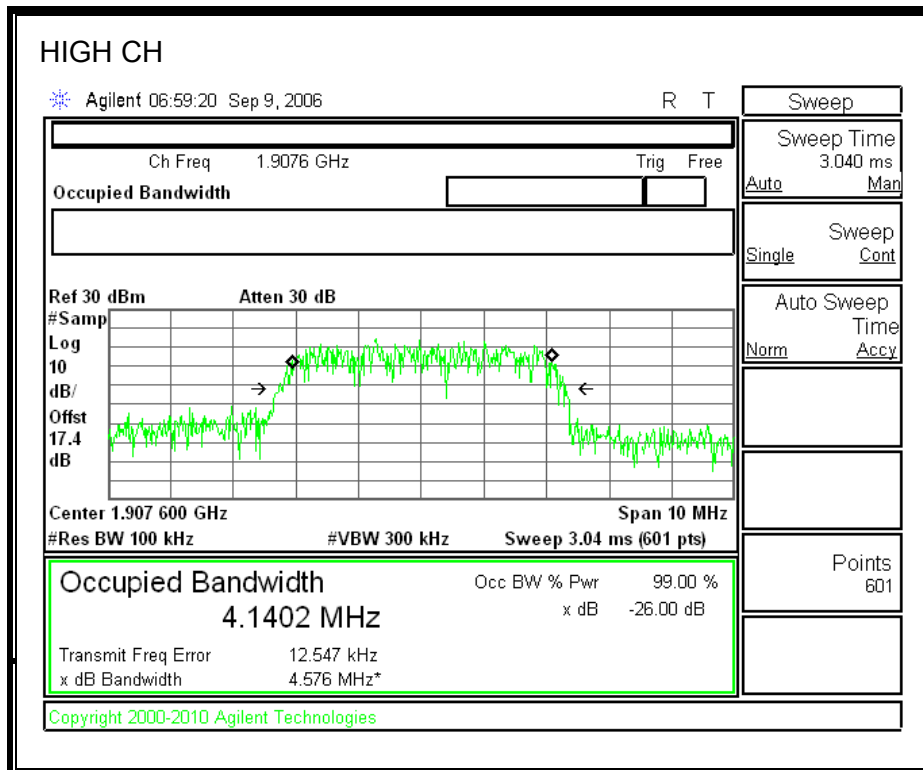 HIGH CH
Agilent 06:59:20 Sep 9, 2006 R T
Ch Freq 1.9076 GHz Trig Free
Occupied Bandwidth
Ref 30 dBm Atten 30 dB
#Samp
Log
10
dB/
Offst
17.4
dB
Center 1.907 600 GHz Span 10 MHz
#Res BW 100 kHz #VBW 300 kHz Sweep 3.04 ms (601 pts)
Occupied Bandwidth Occ BW % Pwr 99.00 %
4.1402 MHz x dB -26.00 dB
Transmit Freq Error 12.547 kHz
x dB Bandwidth 4.576 MHz*
Copyright 2000-2010 Agilent Technologies
Sweep
Sweep Time
3.040 ms
Auto Man
Sweep
Single Cont
Auto Sweep
Time
Norm Accy
Points
601